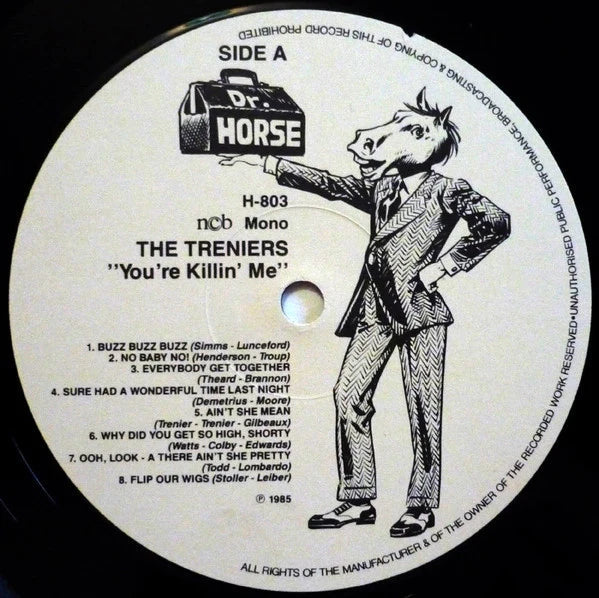 SIDE A
Dr.
HORSE
H-803
ncb Mono
THE TRENIERS
"You're Killin' Me"
1. BUZZ BUZZ BUZZ (Simms - Lunceford)
2. NO BABY NO! (Henderson - Troup)
3. EVERYBODY GET TOGETHER
(Theard - Brannon)
4. SURE HAD A WONDERFUL TIME LAST NIGHT
(Demetrius - Moore)
5. AIN'T SHE MEAN
(Trenier - Trenier - Gilbeaux)
6. WHY DID YOU GET SO HIGH, SHORTY
(Watts - Colby - Edwards)
7. OOH, LOOK - A THERE AIN'T SHE PRETTY
(Todd - Lombardo)
8. FLIP OUR WIGS (Stoller - Leiber)
℗ 1985
ALL RIGHTS OF THE MANUFACTURER & OF THE OWNER OF THE RECORDED WORK RESERVED • UNAUTHORISED PUBLIC PERFORMANCE, BROADCASTING & COPYING OF THIS RECORD PROHIBITED